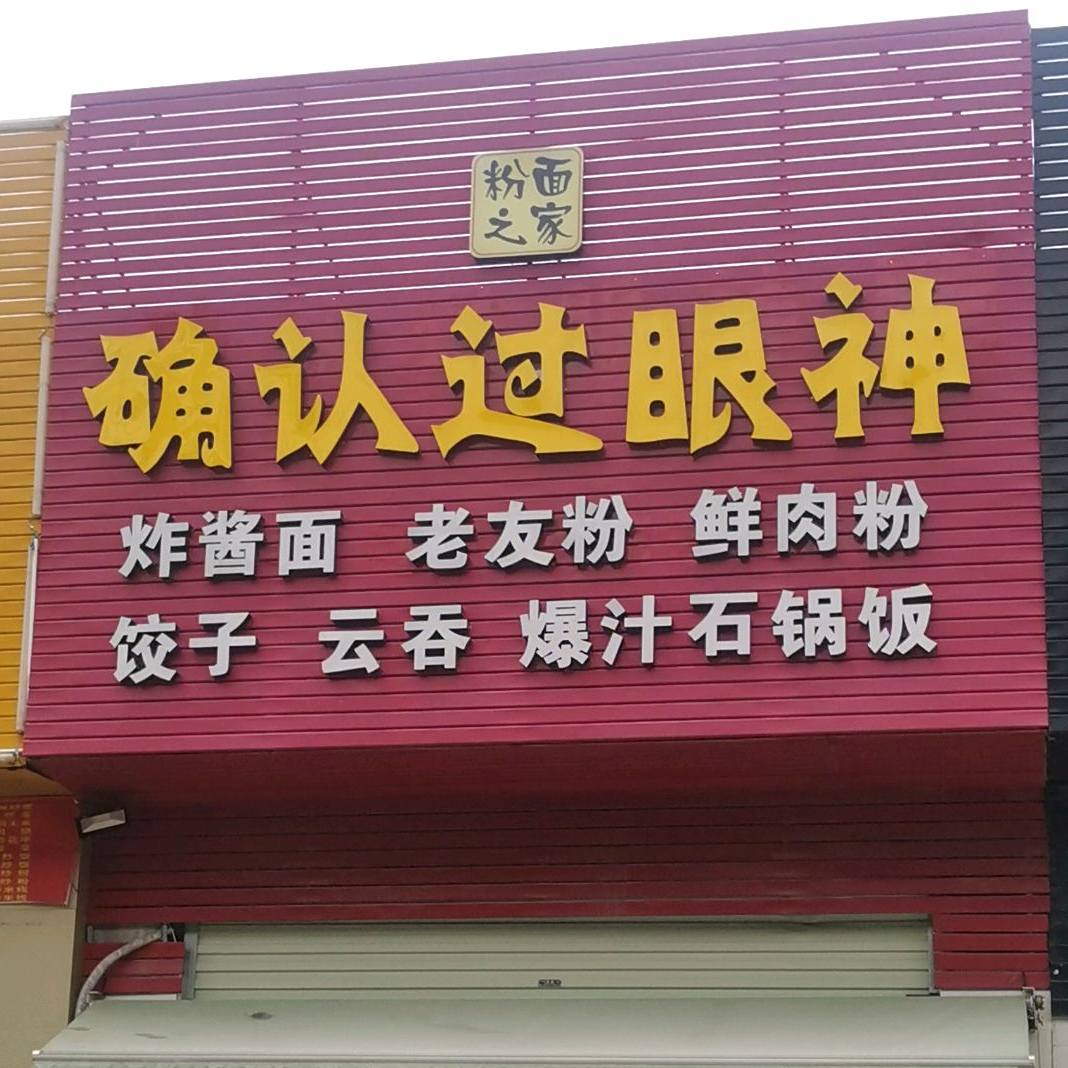 粉面
之家
确认过眼神
炸酱面 老友粉 鲜肉粉
饺子 云吞 爆汁石锅饭